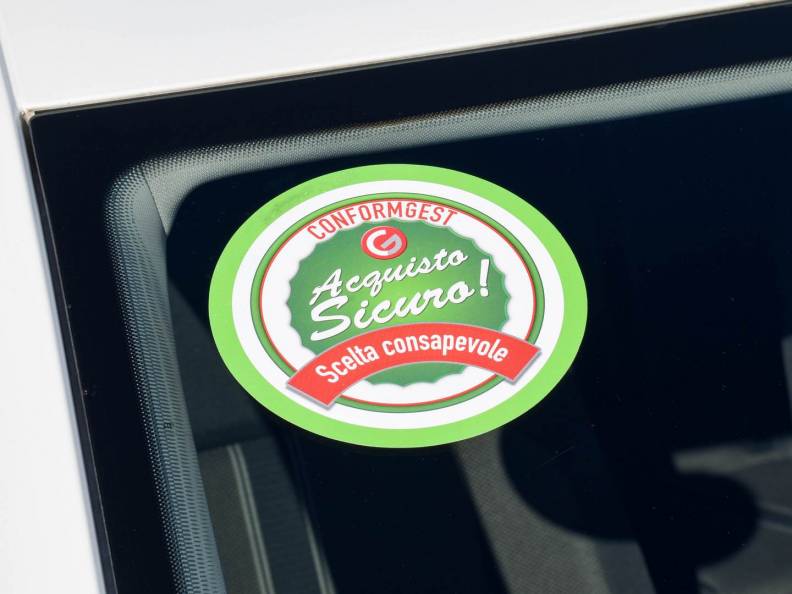 CONFORMGEST
Acquisto
Sicuro!
Scelta consapevole